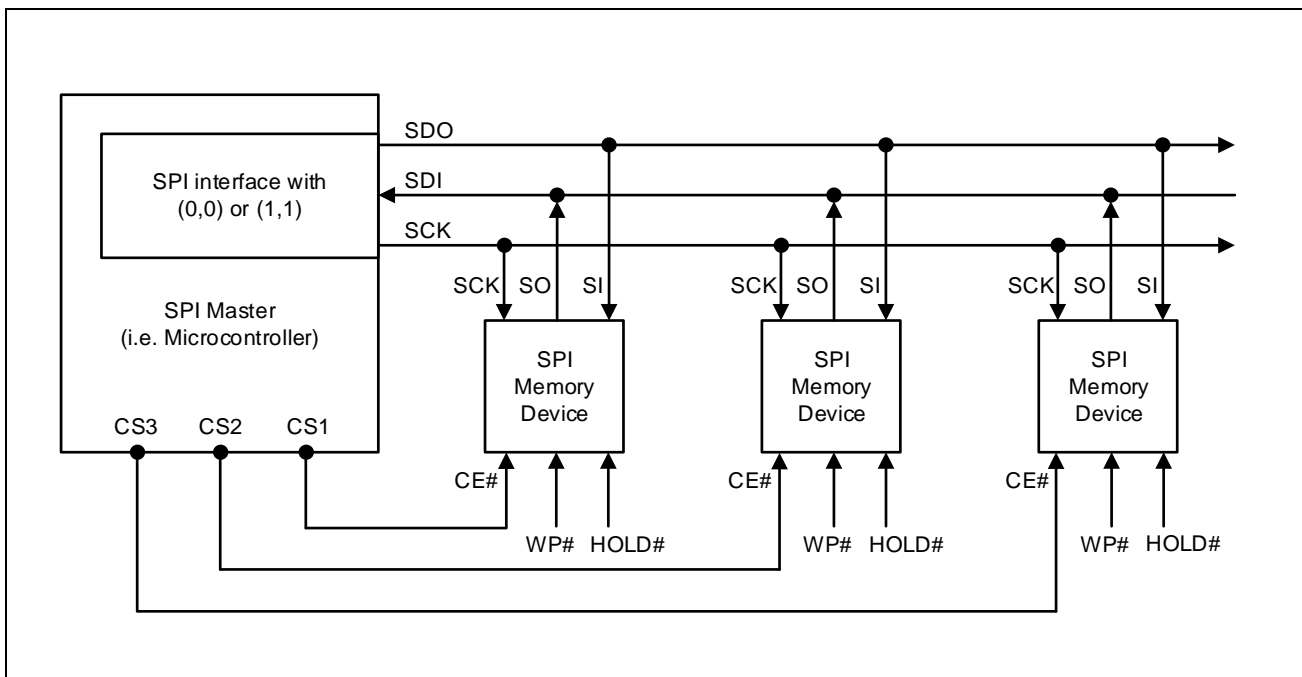 SDO
SPI interface with
(0,0) or (1,1)
SDI
SCK
SPI Master
(i.e. Microcontroller)
SCK SO SI
SCK SO SI
SCK SO SI
SPI
Memory
Device
SPI
Memory
Device
SPI
Memory
Device
CS3 CS2 CS1
CE#
CE#
CE#
WP# HOLD#
WP# HOLD#
WP# HOLD#